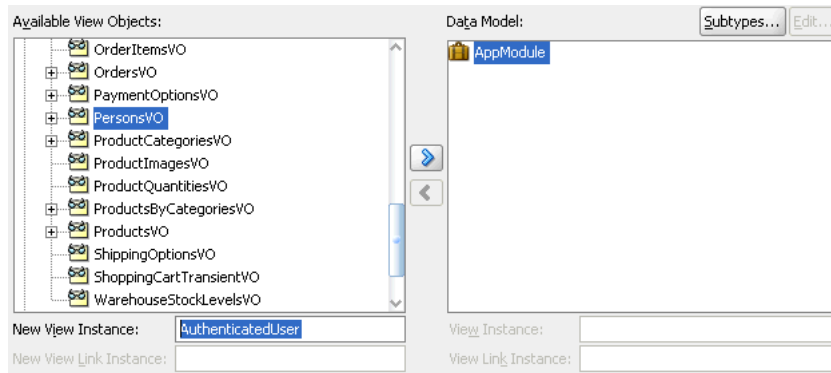 Available View Objects:
OrderItemsVO
OrdersVO
PaymentOptionsVO
PersonsVO
ProductCategoriesVO
ProductImagesVO
ProductQuantitiesVO
ProductsByCategoriesVO
ProductsVO
ShippingOptionsVO
ShoppingCartTransientVO
WarehouseStockLevelsVO
New View Instance: AuthenticatedUser
New View Link Instance:
Data Model: Subtypes... Edit...
AppModule
View Instance:
View Link Instance: